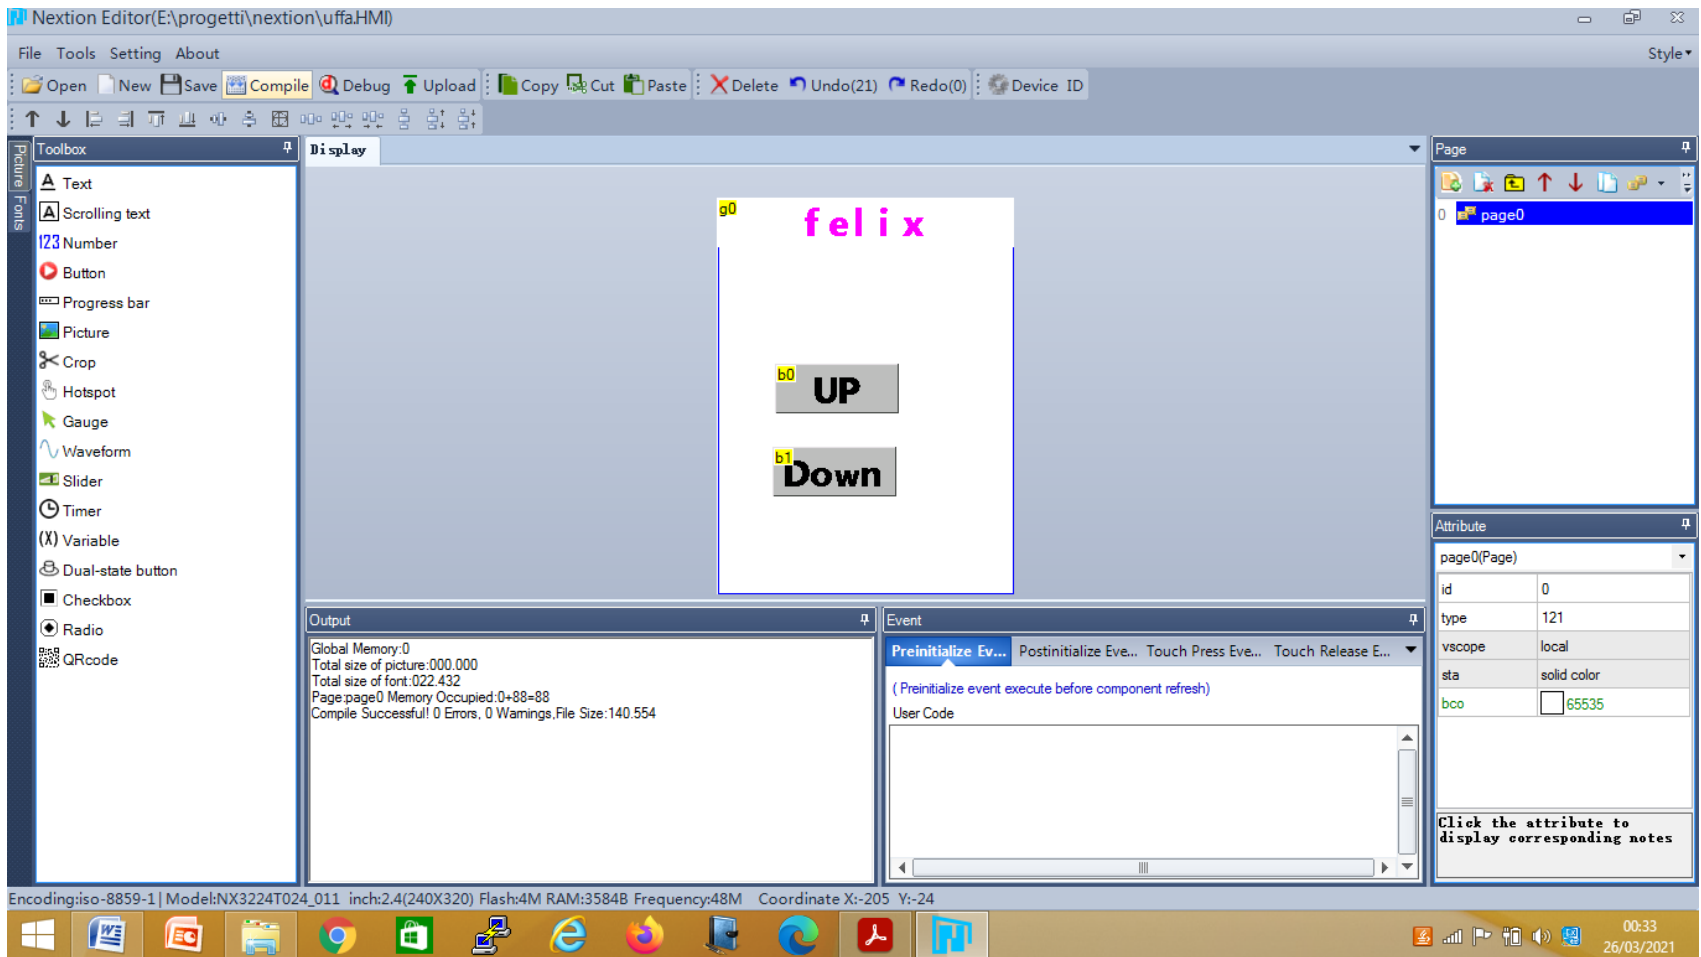 Nextion Editor(E:\progetti\nextion\uffa.HMI)
File Tools Setting About Style
Open New Save Compile Debug Upload Copy Cut Paste Delete Undo(21) Redo(0) Device ID
Picture
Fonts
Toolbox
Text
Scrolling text
123 Number
Button
Progress bar
Picture
Crop
Hotspot
Gauge
Waveform
Slider
Timer
(X) Variable
Dual-state button
Checkbox
Radio
QRcode
Display
g0
felix
b0
UP
b1
Down
Output
Global Memory:0
Total size of picture:000.000
Total size of font:022.432
Page:page0 Memory Occupied:0+88=88
Compile Successful! 0 Errors, 0 Warnings,File Size:140.554
Event
Preinitialize Ev... Postinitialize Eve... Touch Press Eve... Touch Release E...
( Preinitialize event execute before component refresh)
User Code
Page
0 page0
Attribute
page0(Page)
id 0
type 121
vscope local
sta solid color
bco 65535
Click the attribute to
display corresponding notes
Encoding:iso-8859-1| Model:NX3224T024_011 inch:2.4(240X320) Flash:4M RAM:3584B Frequency:48M Coordinate X:-205 Y:-24
00:33
26/03/2021